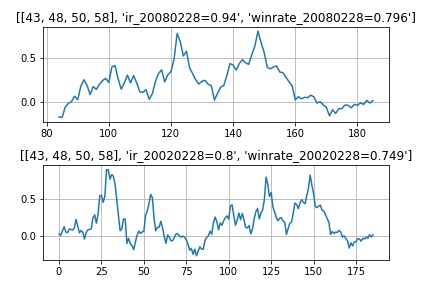 [[43, 48, 50, 58], 'ir_20080228=0.94', 'winrate_20080228=0.796']
0.5
0.0
80 100 120 140 160 180
[[43, 48, 50, 58], 'ir_20020228=0.8', 'winrate_20020228=0.749']
0.5
0.0
0 25 50 75 100 125 150 175